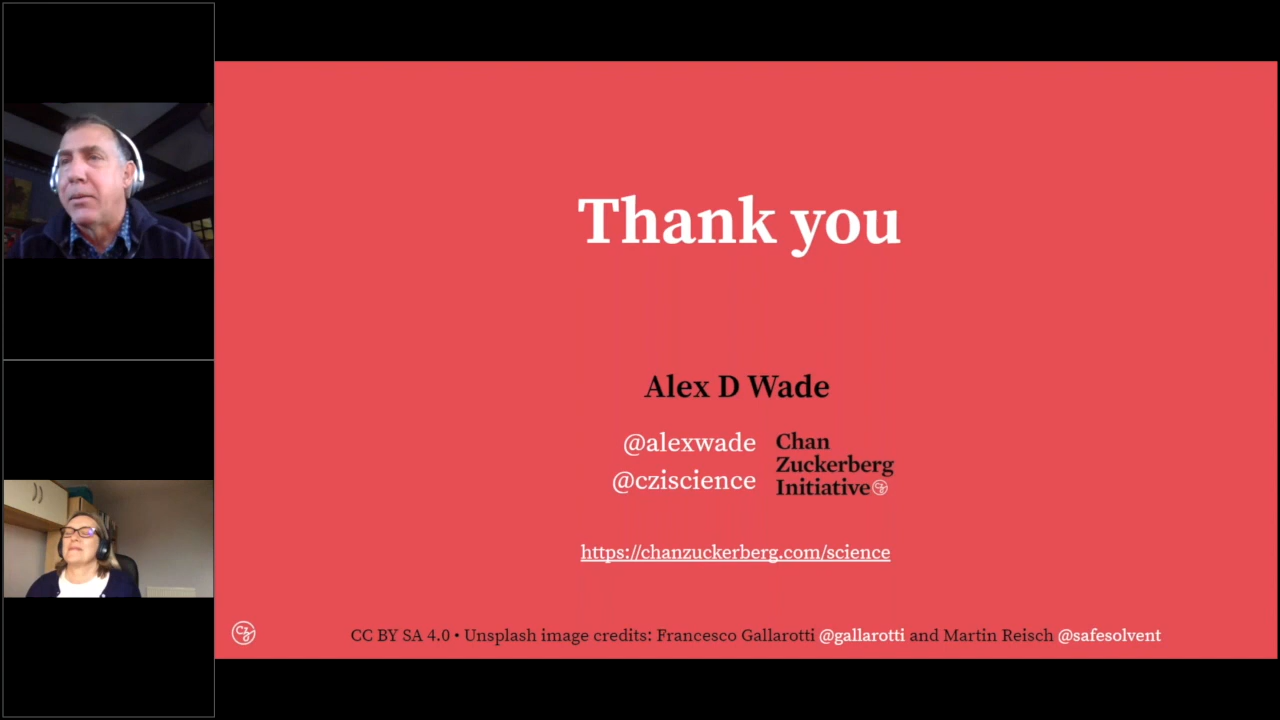 Thank you
Alex D Wade
@alexwade
@cziscience
Chan
Zuckerberg
Initiative
https://chanzuckerberg.com/science
CC BY SA 4.0 • Unsplash image credits: Francesco Gallarotti @gallarotti and Martin Reisch @safesolvent